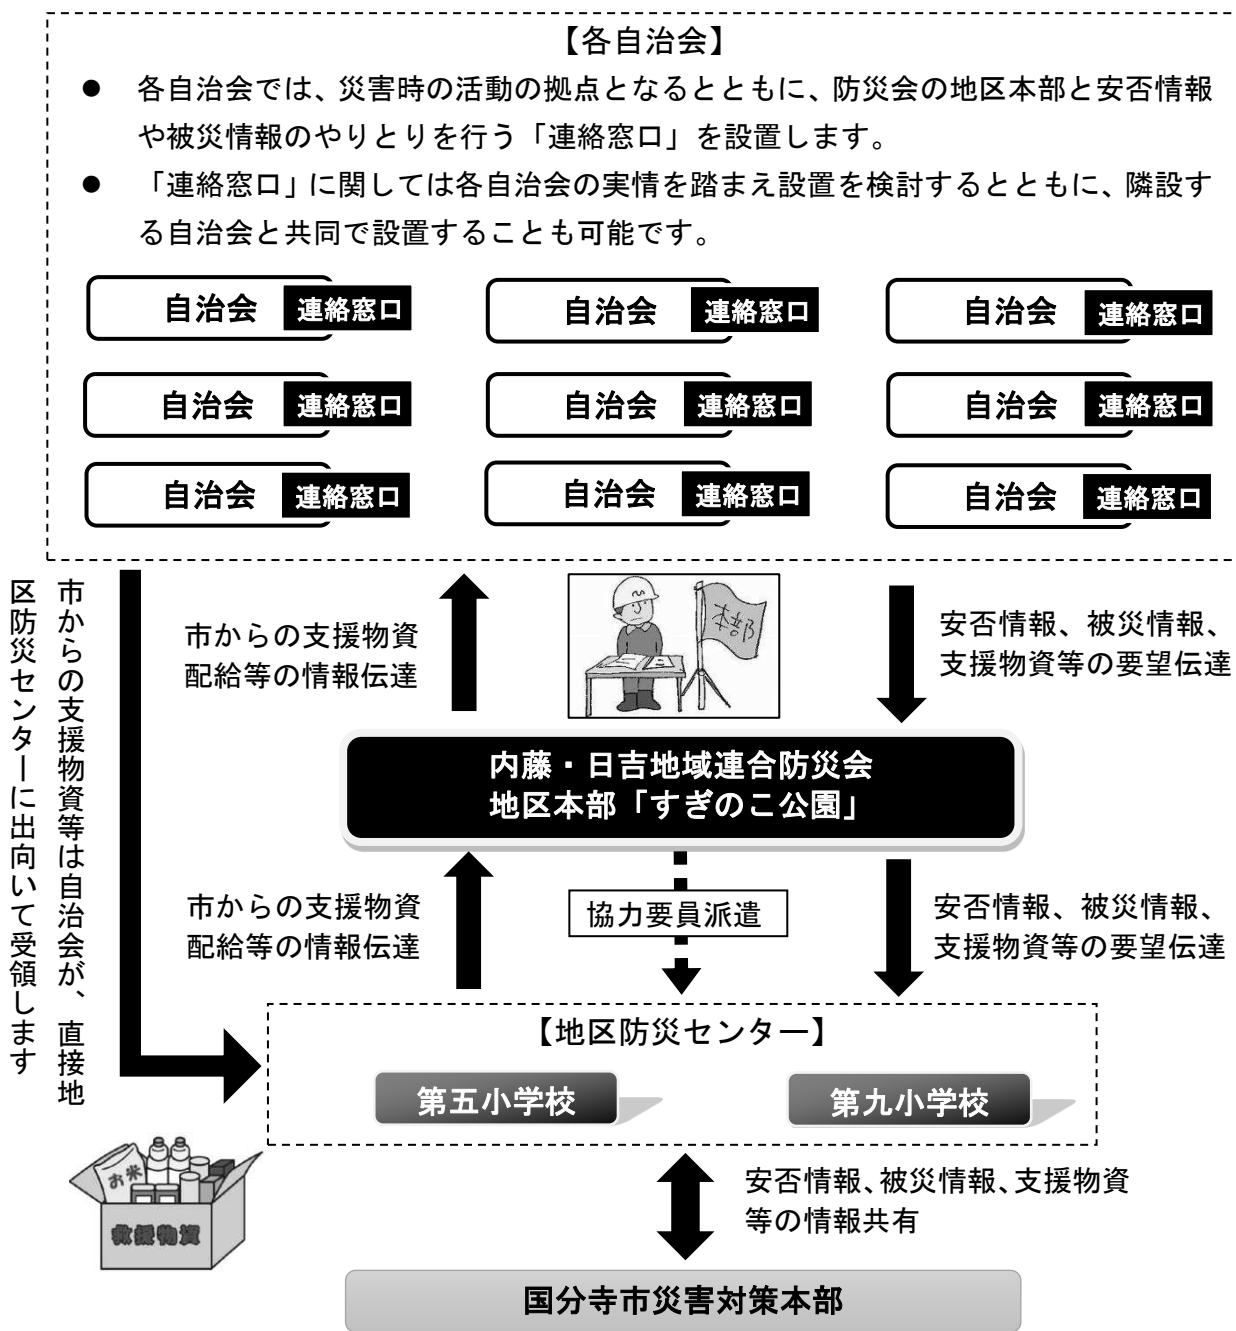 【各自治会】
● 各自治会では、災害時の活動の拠点となるとともに、防災会の地区本部と安否情報
や被災情報のやりとりを行う「連絡窓口」を設置します。
● 「連絡窓口」に関しては各自治会の実情を踏まえ設置を検討するとともに、隣設す
る自治会と共同で設置することも可能です。
自治会 連絡窓口
自治会 連絡窓口
自治会 連絡窓口
自治会 連絡窓口
自治会 連絡窓口
自治会 連絡窓口
自治会 連絡窓口
自治会 連絡窓口
自治会 連絡窓口
市からの支援物資等は自治会が、直接地
区防災センターに出向いて受領します
市からの支援物資
配給等の情報伝達
本部
安否情報、被災情報、
支援物資等の要望伝達
内藤・日吉地域連合防災会
地区本部「すぎのこ公園」
市からの支援物資
配給等の情報伝達
協力要員派遣
安否情報、被災情報、
支援物資等の要望伝達
【地区防災センター】
第五小学校
第九小学校
お米
救援物資
安否情報、被災情報、支援物資
等の情報共有
国分寺市災害対策本部